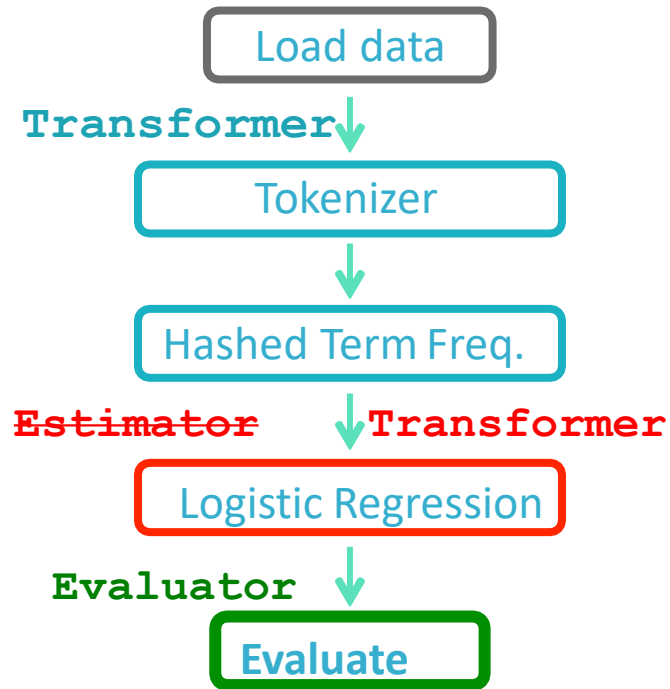 Load data
Transformer
Tokenizer
Hashed Term Freq.
Estimator Transformer
Logistic Regression
Evaluator
Evaluate